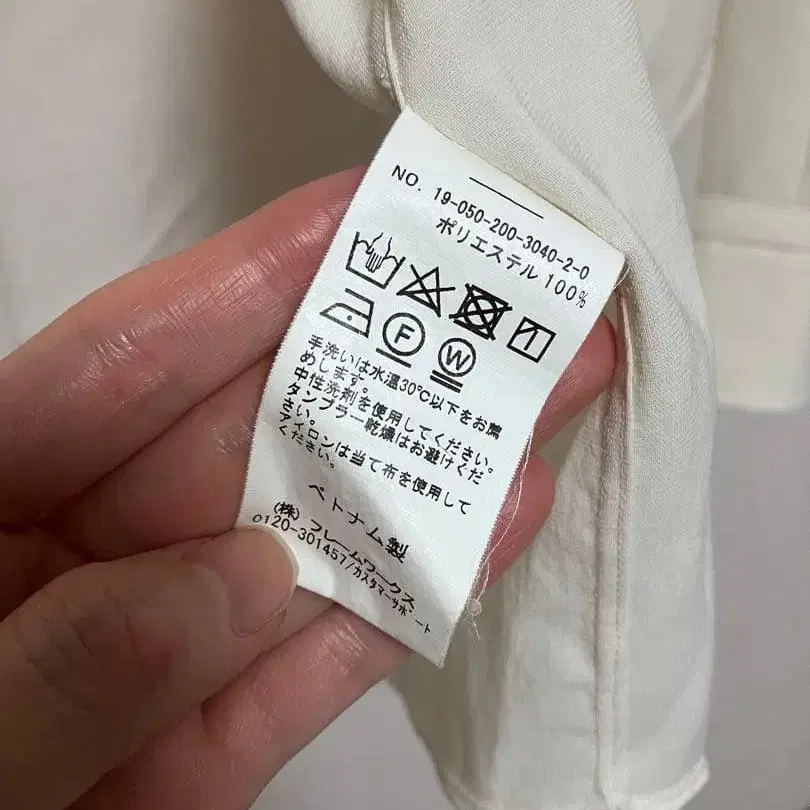 NO. 19-050-200-3040-2-0
ポリエステル 100%
F W
手洗いは水温30℃以下をお薦
めします。
中性洗剤を使用してください。
タンブラー乾燥はお避けくだ
さい。
アイロンは当て布を使用して
ください。
ベトナム製
(株) フレームワークス
0120-301457/カスタマーサポート